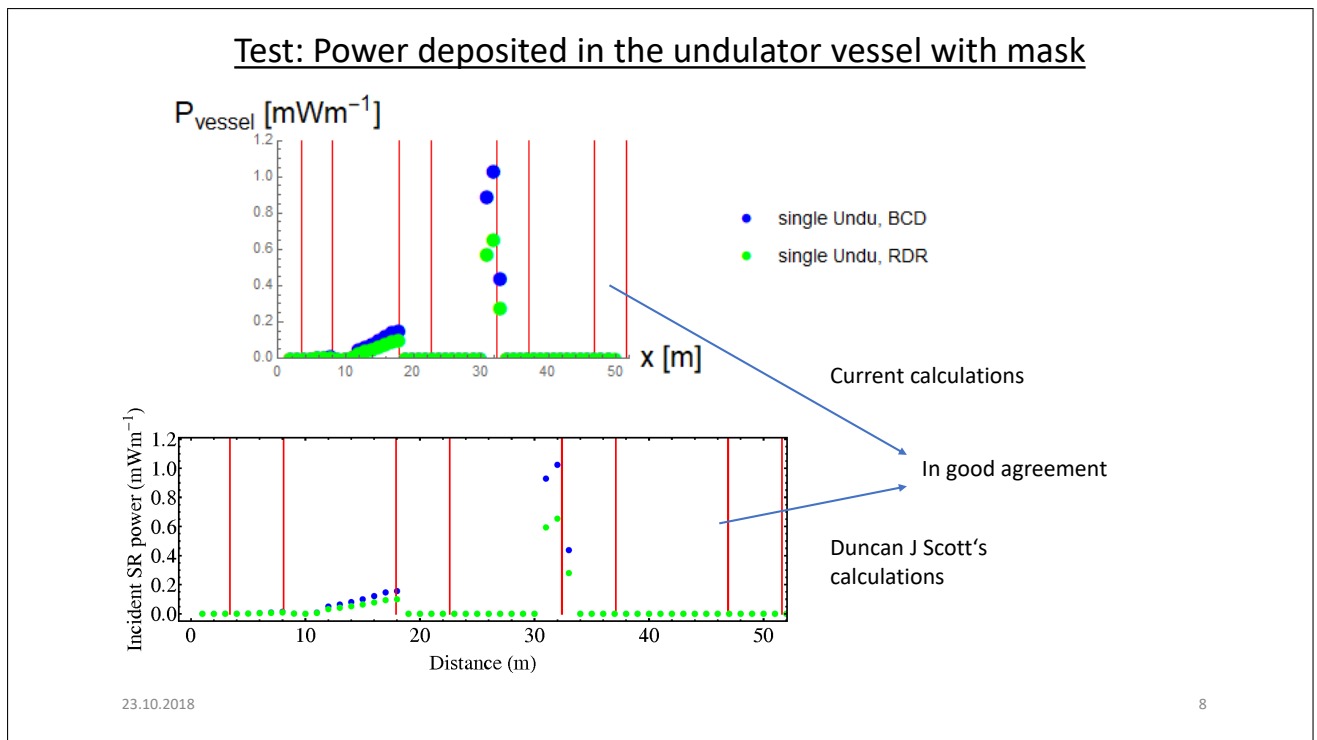 Test: Power deposited in the undulator vessel with mask
Pvessel [mWm−1]
1.2
1.0
0.8
0.6
0.4
0.2
0.0
0 10 20 30 40 50
x [m]
single Undu, BCD
single Undu, RDR
Current calculations
In good agreement
Duncan J Scott‘s
calculations
Incident SR power (mWm−1)
1.2
1.0
0.8
0.6
0.4
0.2
0.0
0 10 20 30 40 50
Distance (m)
23.10.2018
8